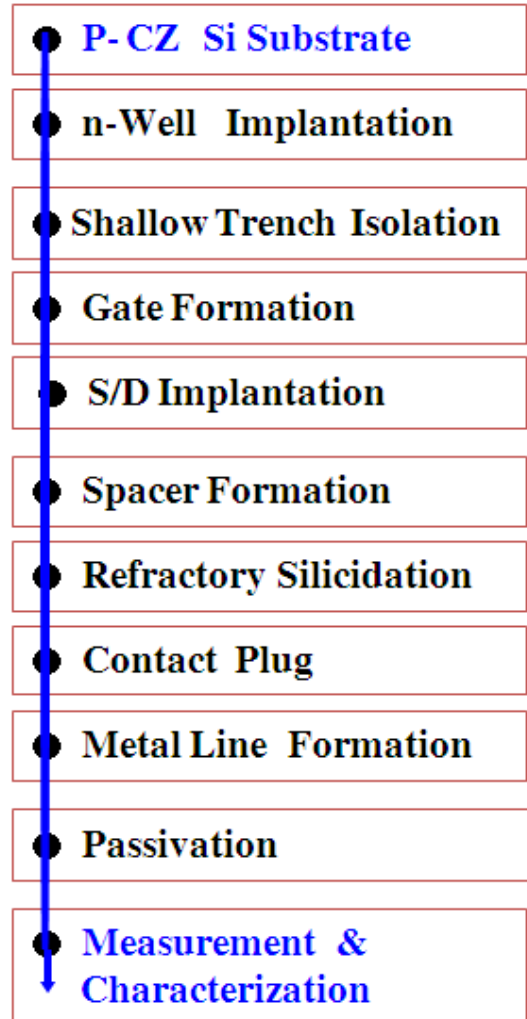 P- CZ Si Substrate
n-Well Implantation
Shallow Trench Isolation
Gate Formation
S/D Implantation
Spacer Formation
Refractory Silicidation
Contact Plug
Metal Line Formation
Passivation
Measurement &
Characterization